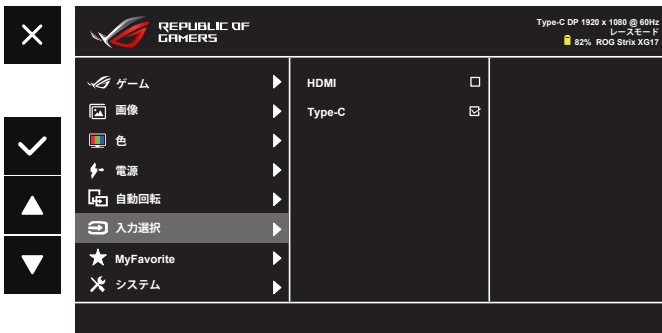 REPUBLIC OF
GAMERS
Type-C DP 1920 x 1080 @ 60Hz
レースモード
82% ROG Strix XG17
ゲーム
画像
色
電源
自動回転
入力選択
MyFavorite
システム
HDMI
Type-C